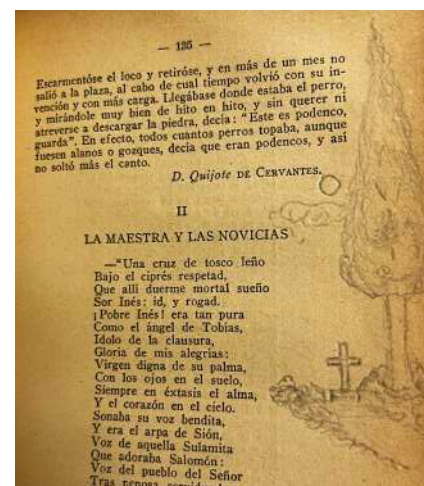 — 135 —
Escarmentóse el loco y retiróse, y en más de un mes no
salió a la plaza, al cabo de cual tiempo volvió con su in-
vención y con más carga. Llegábase donde estaba el perro,
y mirándole muy bien de hito en hito, y sin querer ni
atreverse a descargar la piedra, decía: "Este es podenco,
guarda". En efecto, todos cuantos perros topaba, aunque
fuesen alanos o gozques, decía que eran podencos, y así
no soltó más el canto.
D. Quijote DE CERVANTES.
II
LA MAESTRA Y LAS NOVICIAS
—"Una cruz de tosco leño
Bajo el ciprés respetad,
Que allí duerme mortal sueño
Sor Inés: id, y rogad.
¡Pobre Inés! era tan pura
Como el ángel de Tobías,
Idolo de la clausura,
Gloria de mis alegrías:
Virgen digna de su palma,
Con los ojos en el suelo,
Siempre en éxtasis el alma,
Y el corazón en el cielo.
Sonaba su voz bendita,
Y era el arpa de Sión,
Voz de aquella Sulamita
Que adoraba Salomón:
Voz del pueblo del Señor
Tras penosa